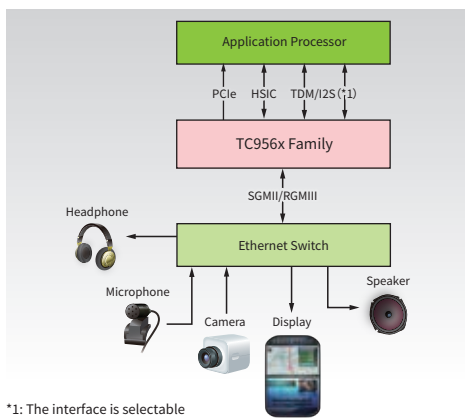 Application Processor
PCIe HSIC TDM/I2S(*1)
TC956x Family
SGMII/RGMIII
Headphone
Ethernet Switch
Speaker
Microphone
Camera Display
*1: The interface is selectable